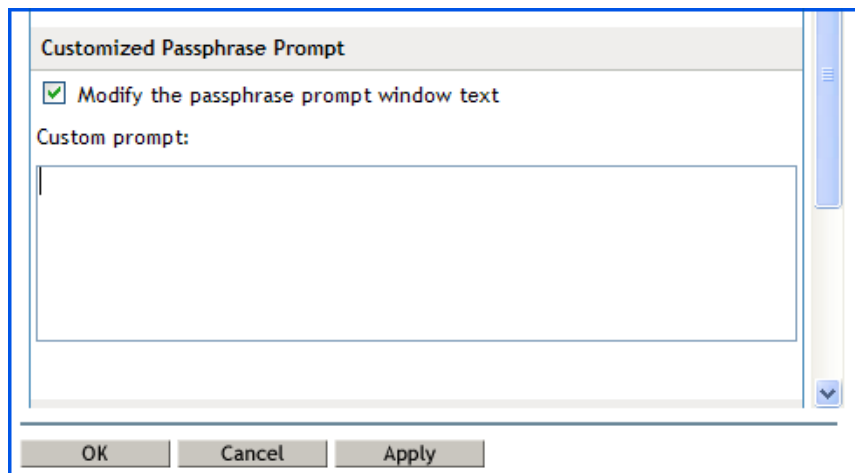 Customized Passphrase Prompt
Modify the passphrase prompt window text
Custom prompt:
OK Cancel Apply